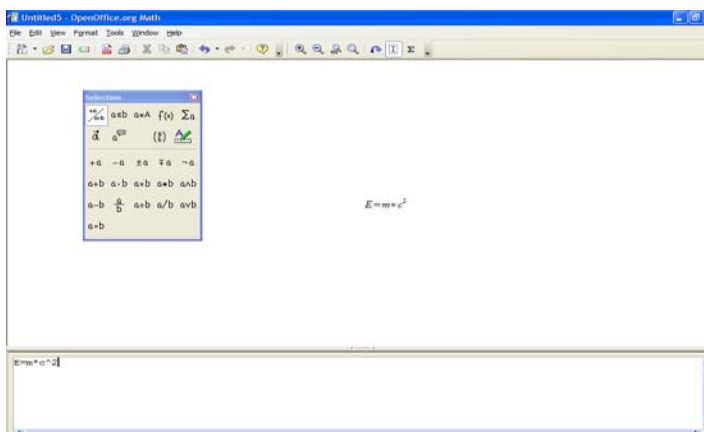 Untitled5 - OpenOffice.org Math
File Edit View Format Tools Window Help
Selection
+a/a+b a≤b a∈A f(x) Σa
+a -a ±a ∓a ¬a
a+b a·b a×b a∗b a∧b
a−b a/b a÷b a/b a∨b
a∘b
E=m∗c²
E=m*c^2